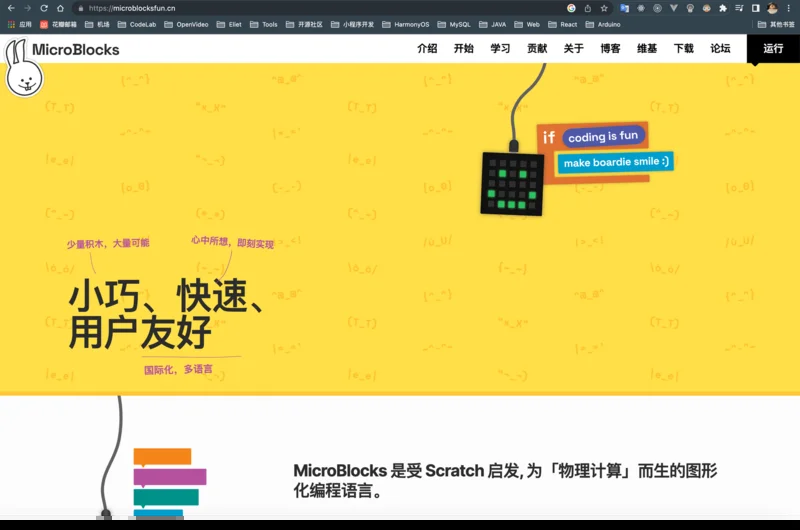 https://microblocksfun.cn
应用
花瓣邮箱
机场
CodeLab
OpenVideo
Eliet
Tools
开源社区
小程序开发
HarmonyOS
MySQL
JAVA
Web
React
Arduino
其他书签
MicroBlocks
介绍
开始
学习
贡献
关于
博客
维基
下载
论坛
运行
if
coding is fun
make boardie smile :)
少量积木，大量可能
心中所想，即刻实现
小巧、快速、
用户友好
国际化，多语言
MicroBlocks 是受 Scratch 启发, 为「物理计算」而生的图形
化编程语言。